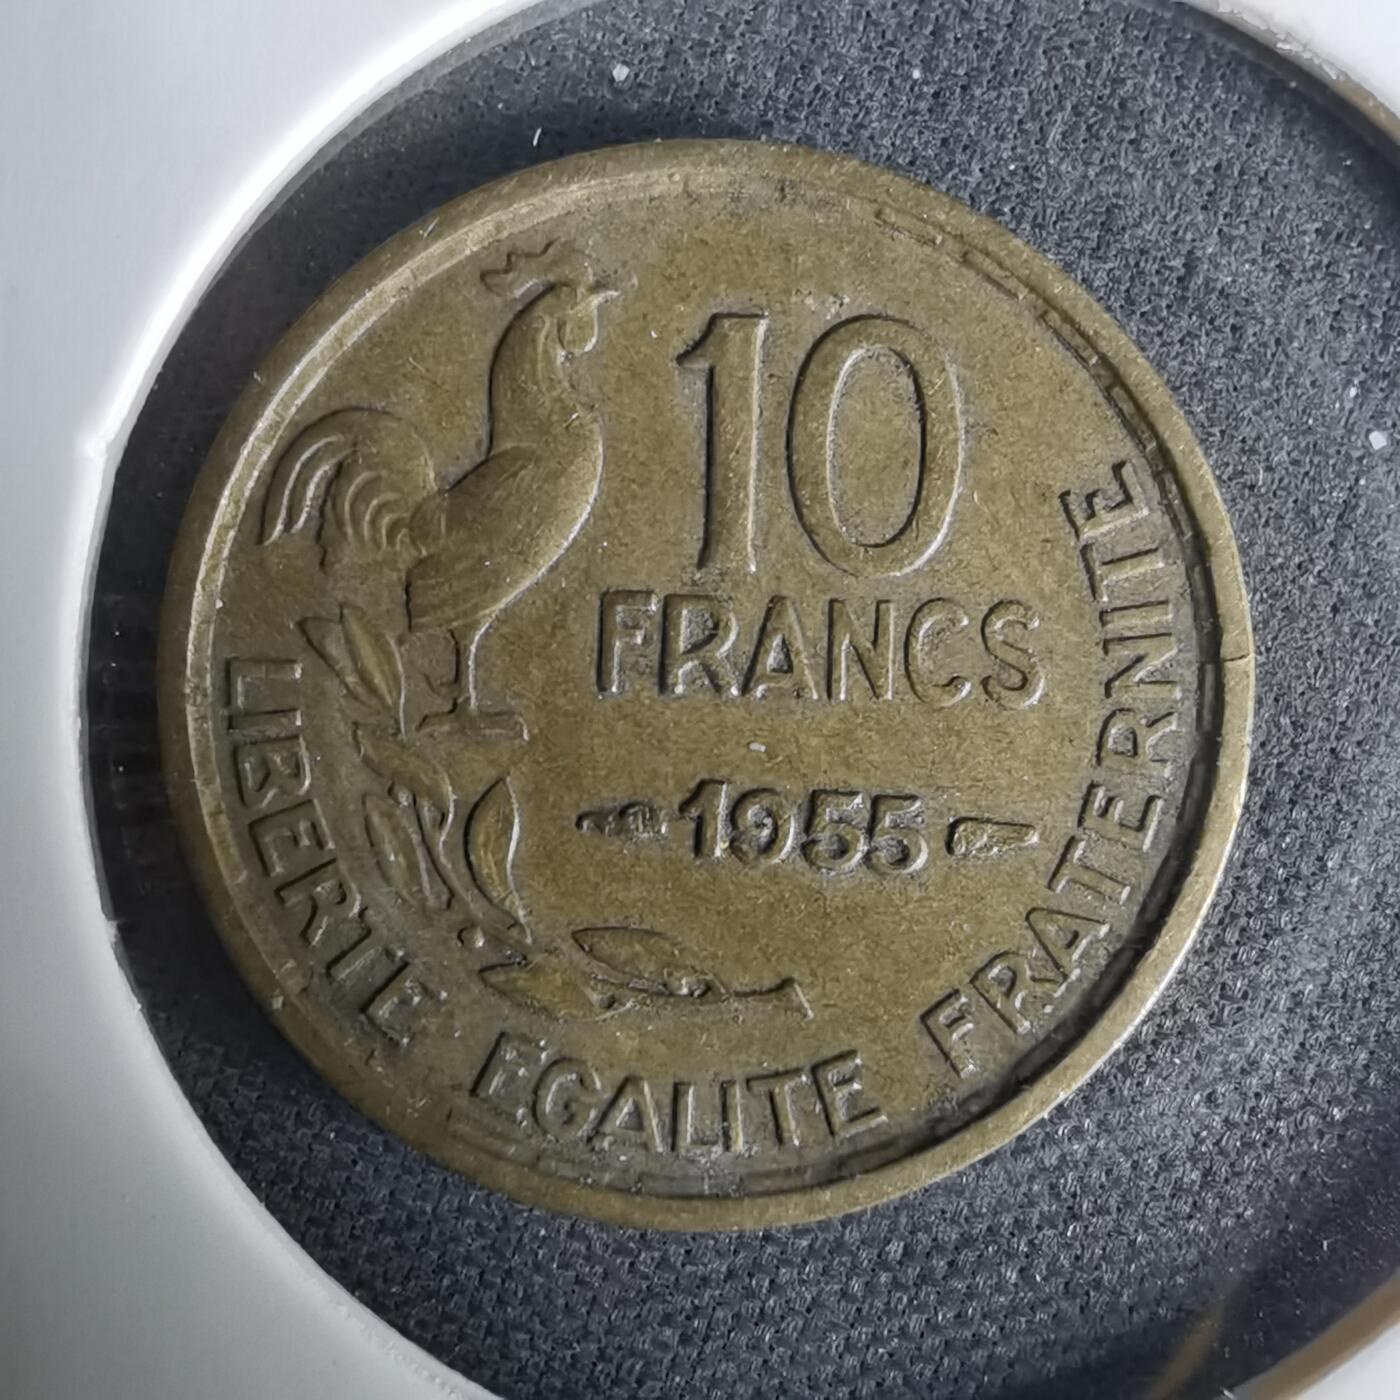 10
FRANCS
1955
LIBERTE EGALITE FRATERNITE